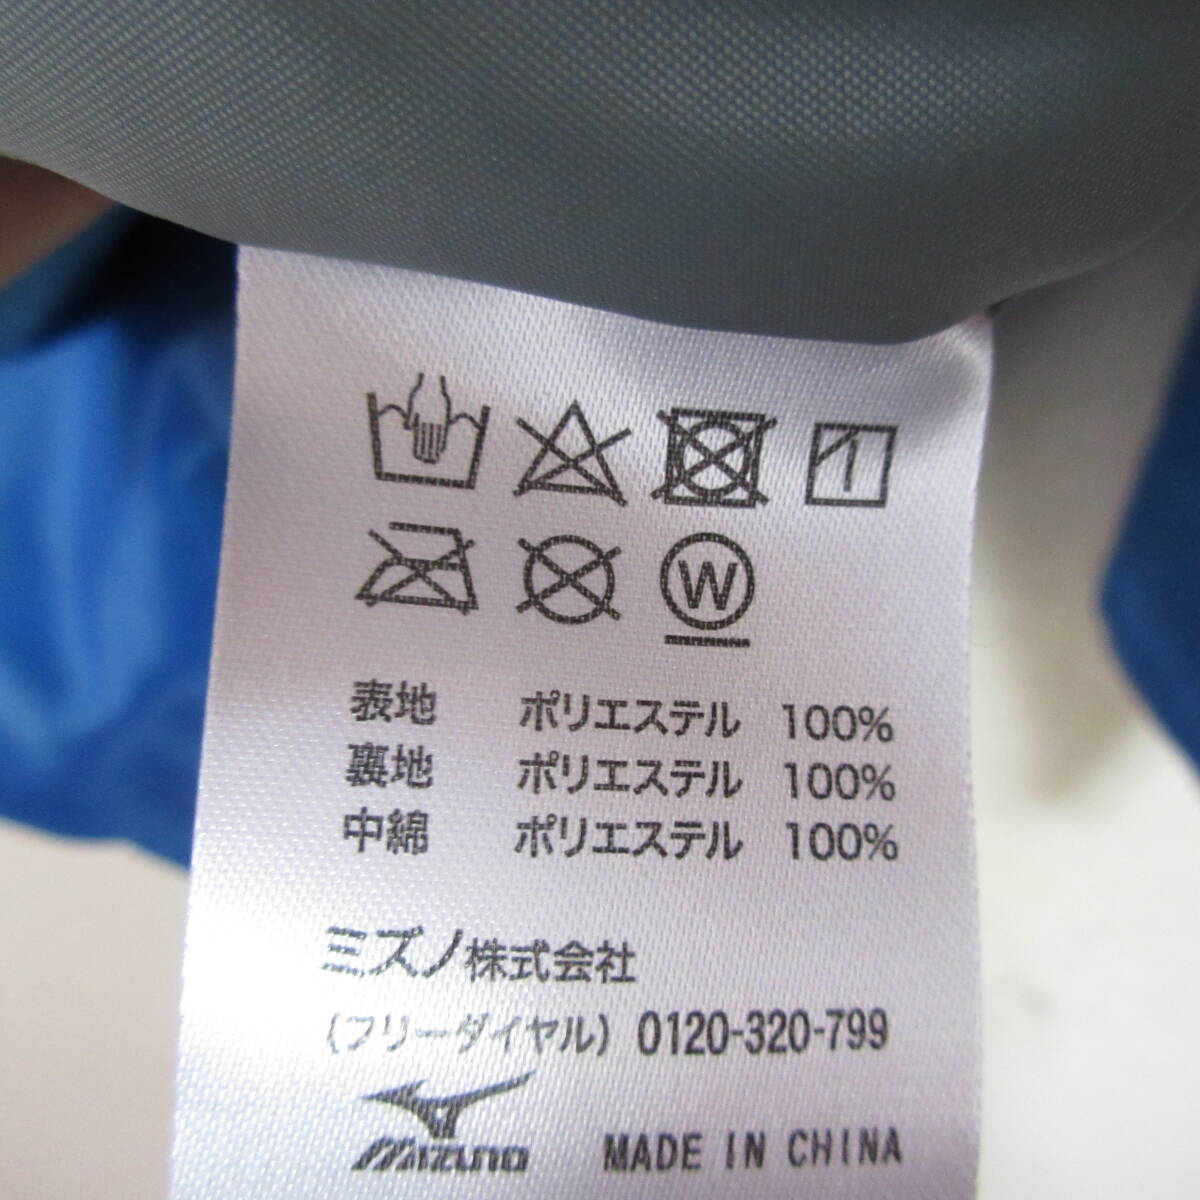 W
表地 ポリエステル 100%
裏地 ポリエステル 100%
中綿 ポリエステル 100%
ミズノ株式会社
(フリーダイヤル) 0120-320-799
mizuno MADE IN CHINA